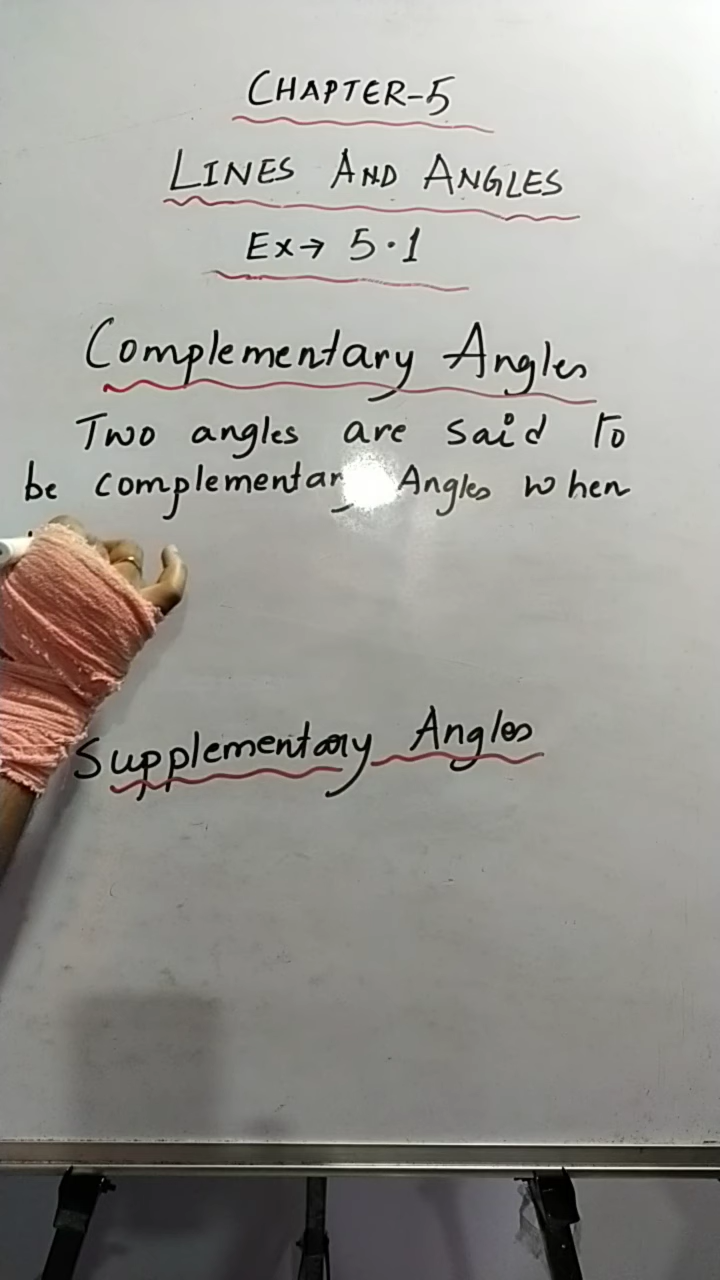 CHAPTER-5
LINES AND ANGLES
Ex→ 5.1
Complementary Angles
Two angles are said to
be complementary Angles when
Supplementary Angles